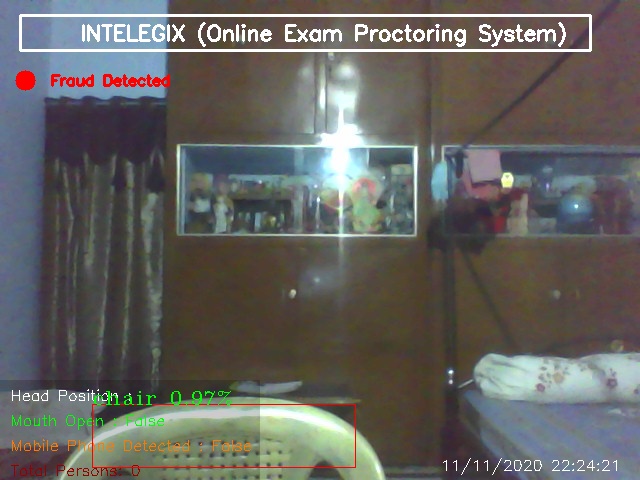 INTELEGIX (Online Exam Proctoring System)
Fraud Detected
Head Position :
chair 0.97%
Mouth Open : False
Mobile Phone Detected : False
Total Persons: 0
11/11/2020 22:24:21